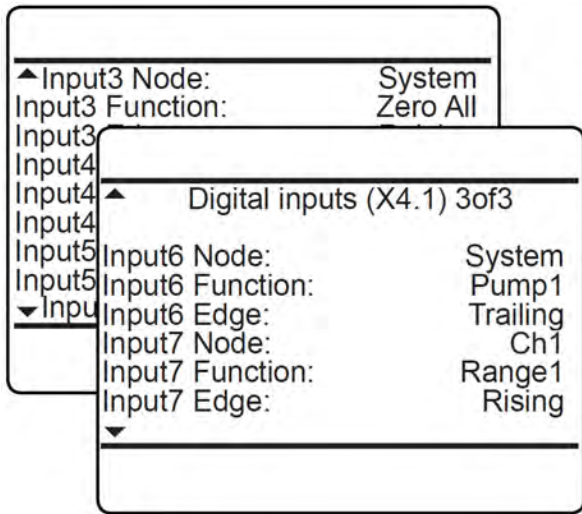 Input3 Node: System
Input3 Function: Zero All
Input3
Input4
Input4
Input4
Input5
Input5
Inpu
Digital inputs (X4.1) 3of3
Input6 Node: System
Input6 Function: Pump1
Input6 Edge: Trailing
Input7 Node: Ch1
Input7 Function: Range1
Input7 Edge: Rising